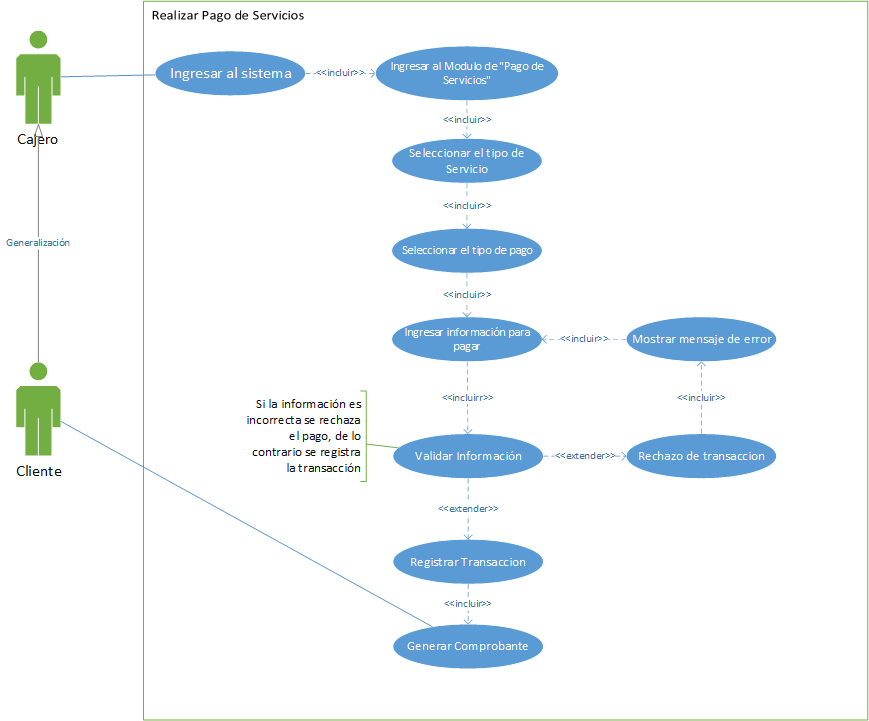 Realizar Pago de Servicios
Cajero
Ingresar al sistema
<<incluir>>
Ingresar al Modulo de "Pago de
Servicios"
<<incluir>>
Seleccionar el tipo de
Servicio
<<incluir>>
Generalización
Seleccionar el tipo de pago
<<incluir>>
Ingresar información para
pagar
<<incluir>>
Mostrar mensaje de error
<<incluirr>>
<<incluir>>
Si la información es
incorrecta se rechaza
el pago, de lo
contrario se registra
la transacción
Cliente
Validar Información
<<extender>>
Rechazo de transaccion
<<extender>>
Registrar Transaccion
<<incluir>>
Generar Comprobante